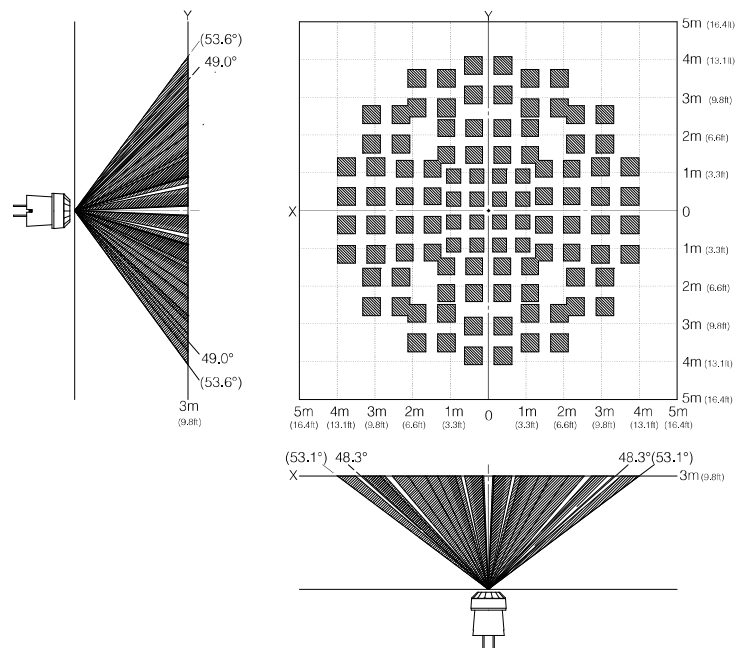 Y
(53.6°)
49.0°
49.0°
(53.6°)
3m
(9.8ft)
Y
X
5m (16.4ft)
4m (13.1ft)
3m (9.8ft)
2m (6.6ft)
1m (3.3ft)
0
1m (3.3ft)
2m (6.6ft)
3m (9.8ft)
4m (13.1ft)
5m (16.4ft)
5m 4m 3m 2m 1m 0 1m 2m 3m 4m 5m
(16.4ft) (13.1ft) (9.8ft) (6.6ft) (3.3ft) (3.3ft) (6.6ft) (9.8ft) (13.1ft) (16.4ft)
(53.1°) 48.3° 48.3° (53.1°)
X 3m (9.8ft)